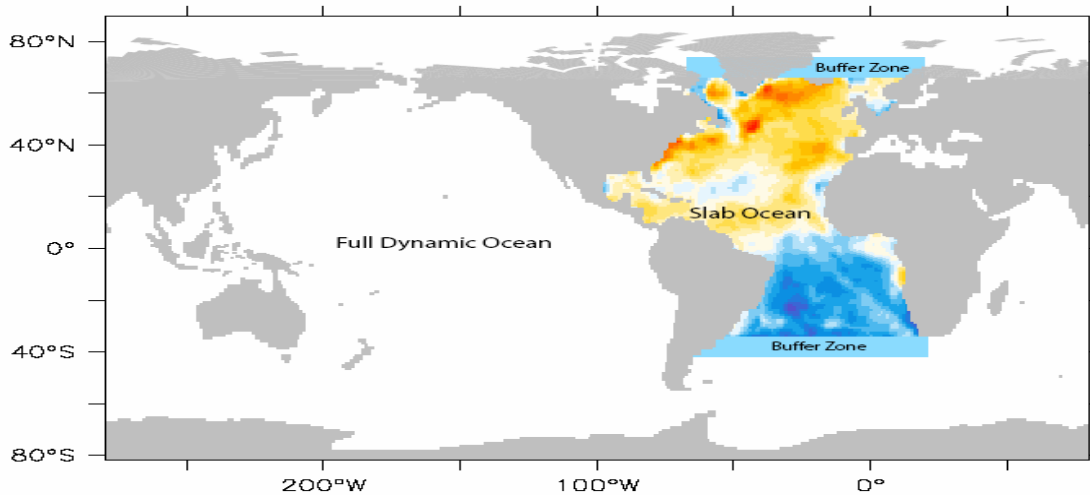 80°N
Buffer Zone
40°N
Slab Ocean
0°
Full Dynamic Ocean
Buffer Zone
40°S
80°S
200°W
100°W
0°